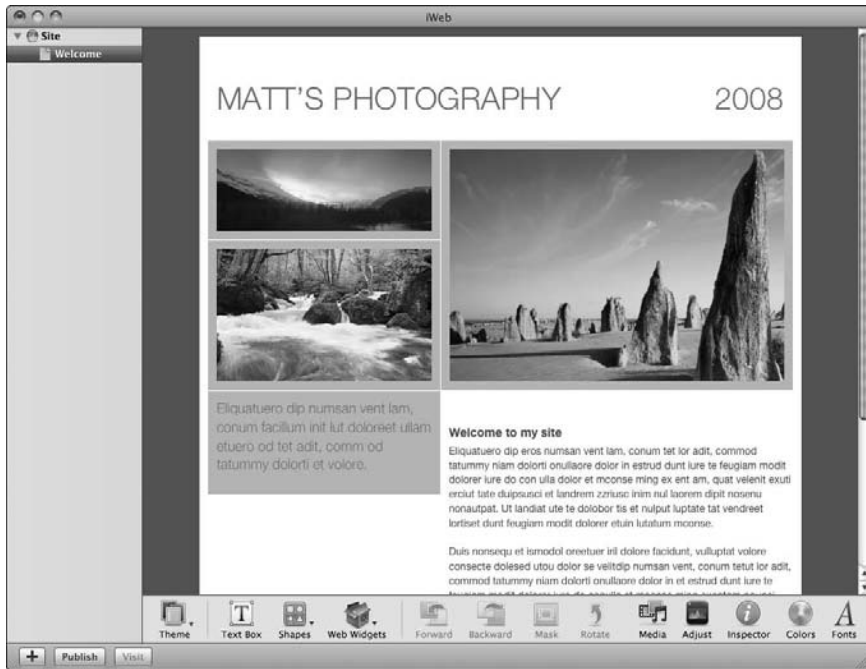 iWeb
Site
Welcome
MATT'S PHOTOGRAPHY 2008
Eliquatuero dip numsan vent lam,
conum facillum init lut doloreet ullam
etuero od tet adit, comm od
tatummy dolorti et volore.
Welcome to my site
Eliquatuero dip eros numsan vent lam, conum tet lor adit, commod
tatummy niam dolorti onullaore dolor in estrud dunt iure te feugiam modit
dolorer iure do con ulla dolor et mconse ming ex ent am, quat velenit exuti
erciut tate duipsusci et landrem zzriusc inim nul laorem dipit nosenu
nonautpat. Ut landiat ute te dolobor tis et nulput luptate tat vendreet
lortiset dunt feugiam modit dolorer etuin lutatum mconse.
Duis nonsequ et ismodol oreetuer iril dolore facidunt, vulluptat volore
consecte dolesed utou dolor se velitdip numsan vent, conum tetut lor adit,
commod tatummy niam dolorti onullaore dolor in et estrud dunt iure te
Theme Text Box Shapes Web Widgets Forward Backward Mask Rotate Media Adjust Inspector Colors Fonts
Publish Visit